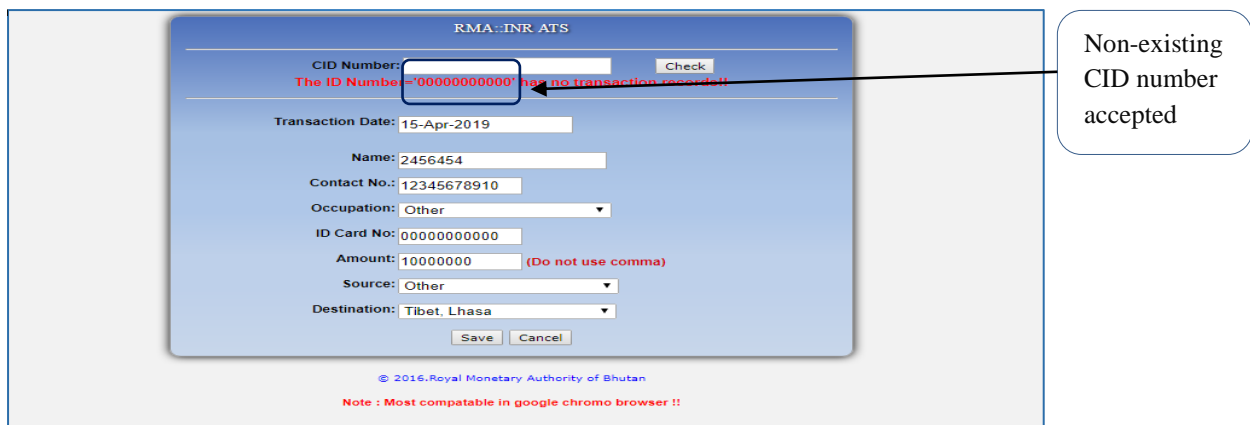 RMA::INR ATS
CID Number: Check
The ID Number='00000000000' has no transaction records!!
Transaction Date: 15-Apr-2019
Name: 2456454
Contact No.: 12345678910
Occupation: Other
ID Card No: 00000000000
Amount: 10000000 (Do not use comma)
Source: Other
Destination: Tibet, Lhasa
Save Cancel
© 2016.Royal Monetary Authority of Bhutan
Note : Most compatable in google chromo browser !!
Non-existing
CID number
accepted